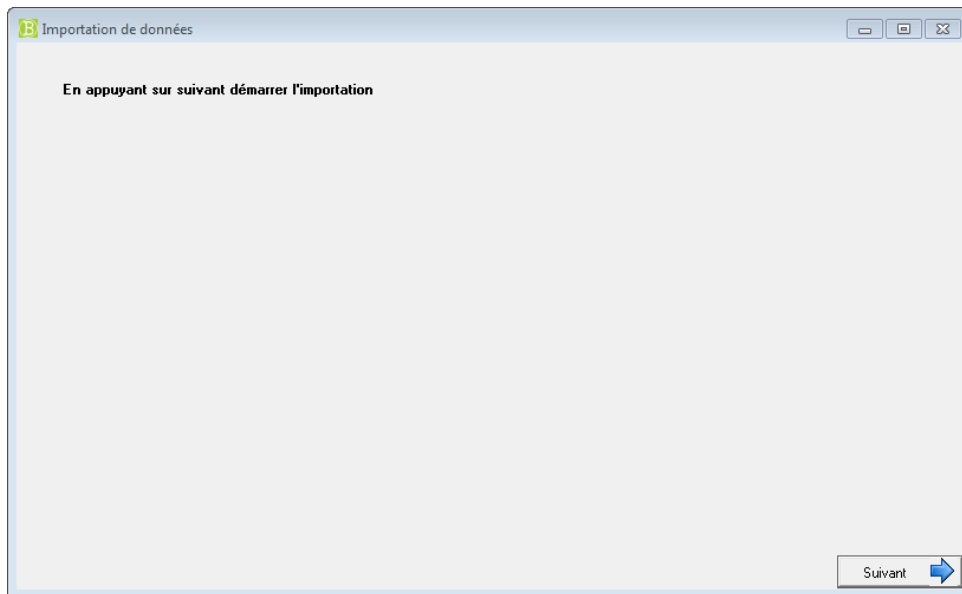 Importation de données
En appuyant sur suivant démarrer l'importation
Suivant